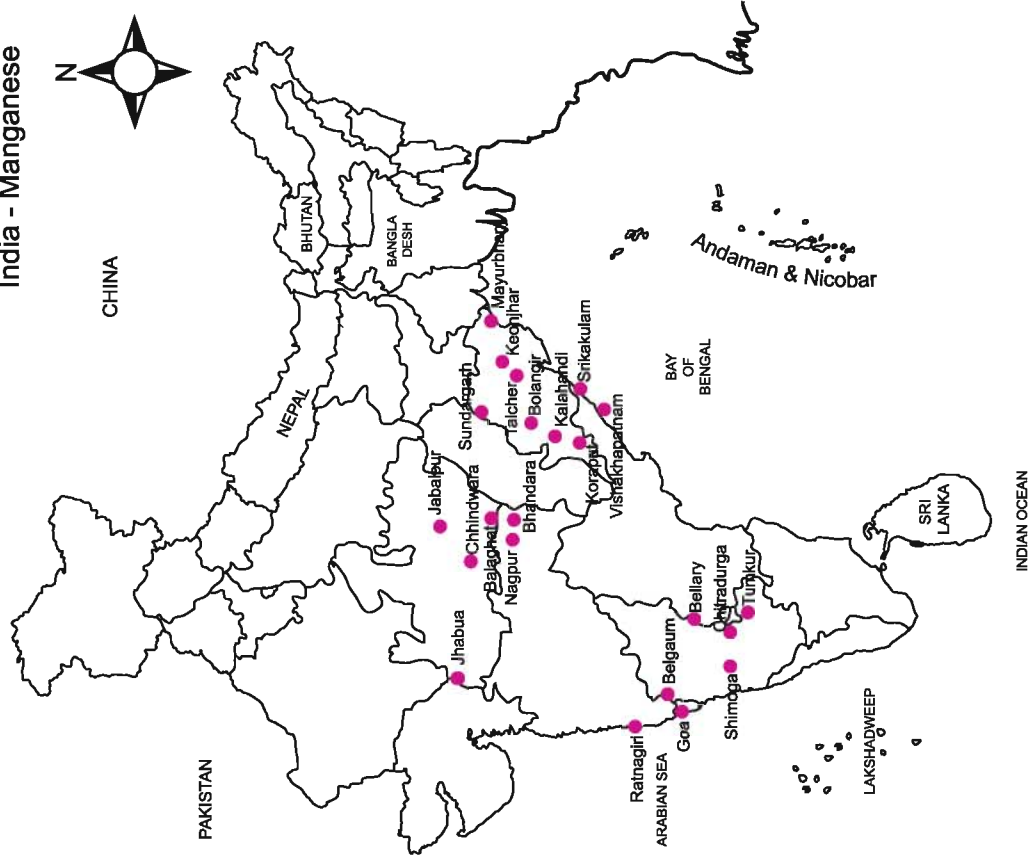 India - Manganese
N
CHINA
PAKISTAN
NEPAL
BHUTAN
BANGLA
DESH
Jhabua
Jabalpur
Chhindwara
Balaghat
Nagpur
Bhandara
Sundargarh
Mayurbhanj
Keonjhar
Talcher
Bolangir
Kalahandi
Koraput
Srikakulam
Vishakhapatnam
Ratnagiri
Goa
Belgaum
Bellary
Shimoga
Chitradurga
Tumkur
ARABIAN SEA
BAY
OF
BENGAL
Andaman & Nicobar
LAKSHADWEEP
SRI
LANKA
INDIAN OCEAN